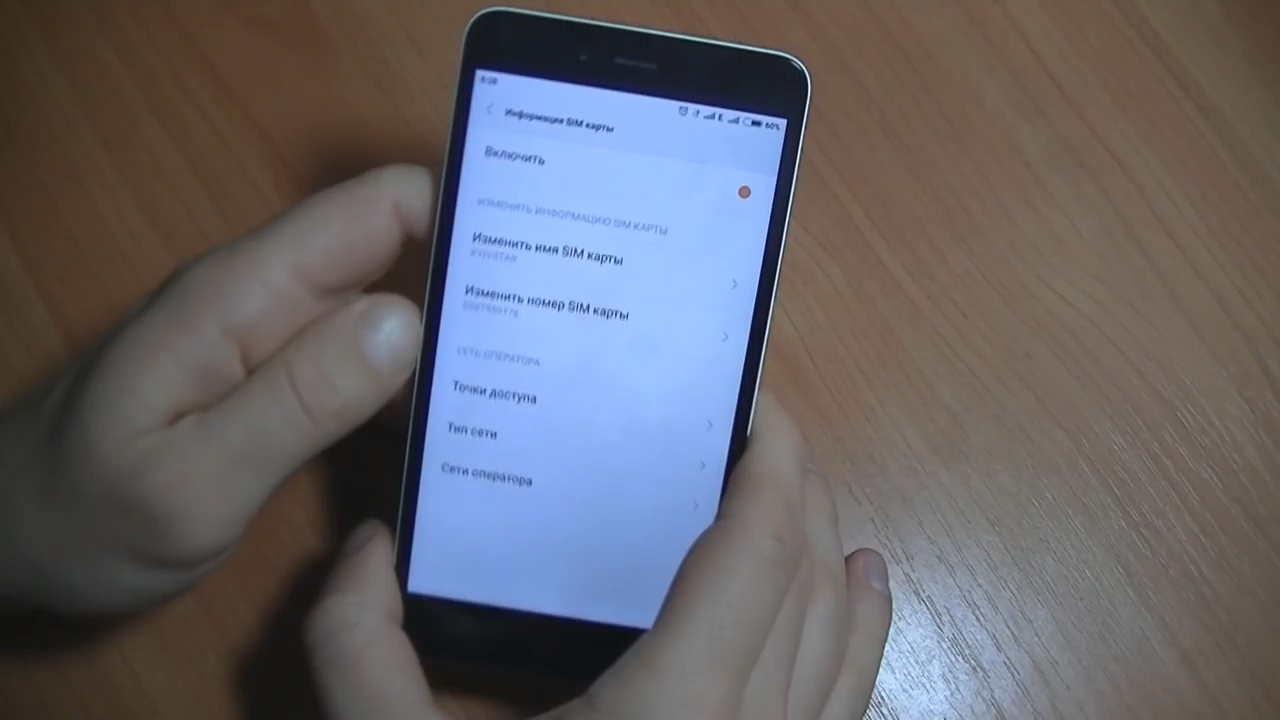 60%
Информация SIM карты
Включить
ИЗМЕНИТЬ ИНФОРМАЦИЮ SIM КАРТЫ
Изменить имя SIM карты
KYIVSTAR
Изменить номер SIM карты
СЕТЬ ОПЕРАТОРА
Точки доступа
Тип сети
Сети оператора